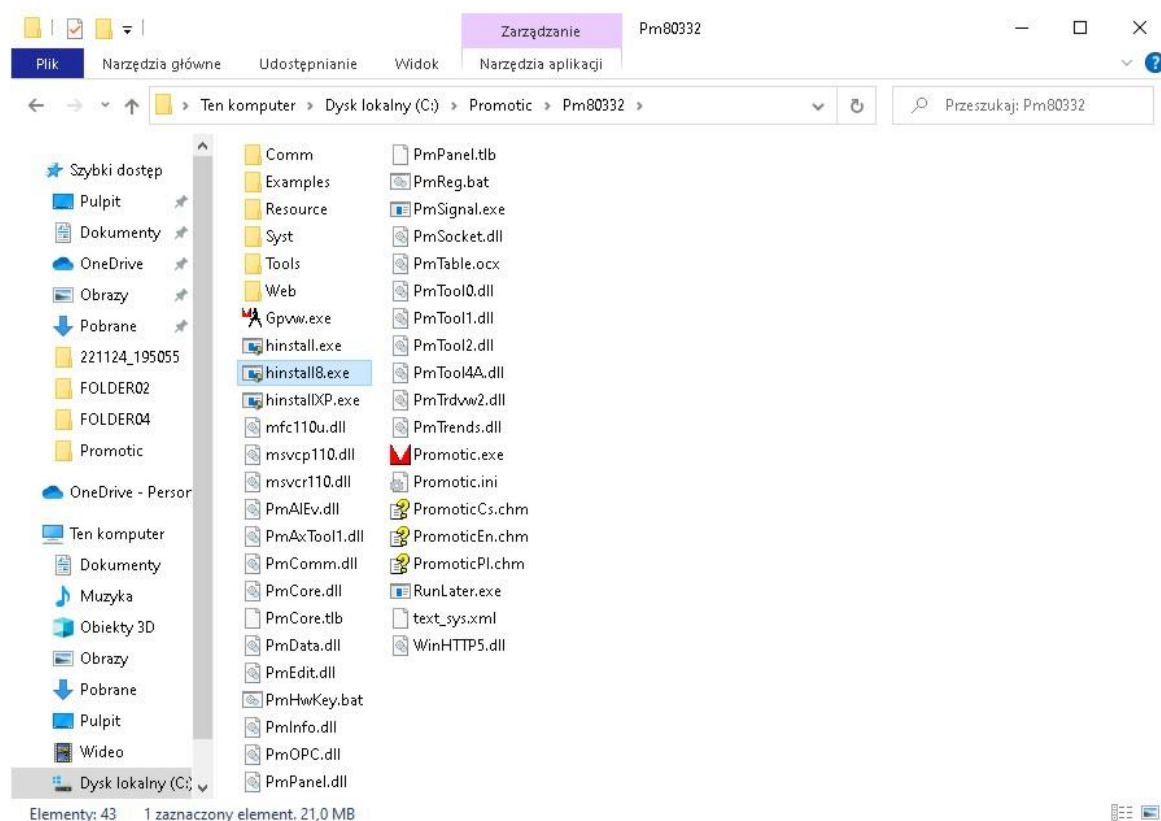 Zarządzanie
Pm80332
Plik Narzędzia główne Udostępnianie Widok Narzędzia aplikacji
Ten komputer > Dysk lokalny (C:) > Promotic > Pm80332 >
Przeszukaj: Pm80332
Szybki dostęp
Pulpit
Dokumenty
OneDrive
Obrazy
Pobrane
221124_195055
FOLDER02
FOLDER04
Promotic
OneDrive - Person
Ten komputer
Dokumenty
Muzyka
Obiekty 3D
Obrazy
Pobrane
Pulpit
Wideo
Dysk lokalny (C:)
Comm
Examples
Resource
Syst
Tools
Web
Gpvw.exe
hinstall.exe
hinstall8.exe
hinstallXP.exe
mfc110u.dll
msvcp110.dll
msvcr110.dll
PmAlEv.dll
PmAxTool1.dll
PmComm.dll
PmCore.dll
PmCore.tlb
PmData.dll
PmEdit.dll
PmHwKey.bat
PmInfo.dll
PmOPC.dll
PmPanel.dll
PmPanel.tlb
PmReg.bat
PmSignal.exe
PmSocket.dll
PmTable.ocx
PmTool0.dll
PmTool1.dll
PmTool2.dll
PmTool4A.dll
PmTrdvw2.dll
PmTrends.dll
Promotic.exe
Promotic.ini
PromoticCs.chm
PromoticEn.chm
PromoticPl.chm
RunLater.exe
text_sys.xml
WinHTTP5.dll
Elementy: 43 1 zaznaczony element. 21,0 MB